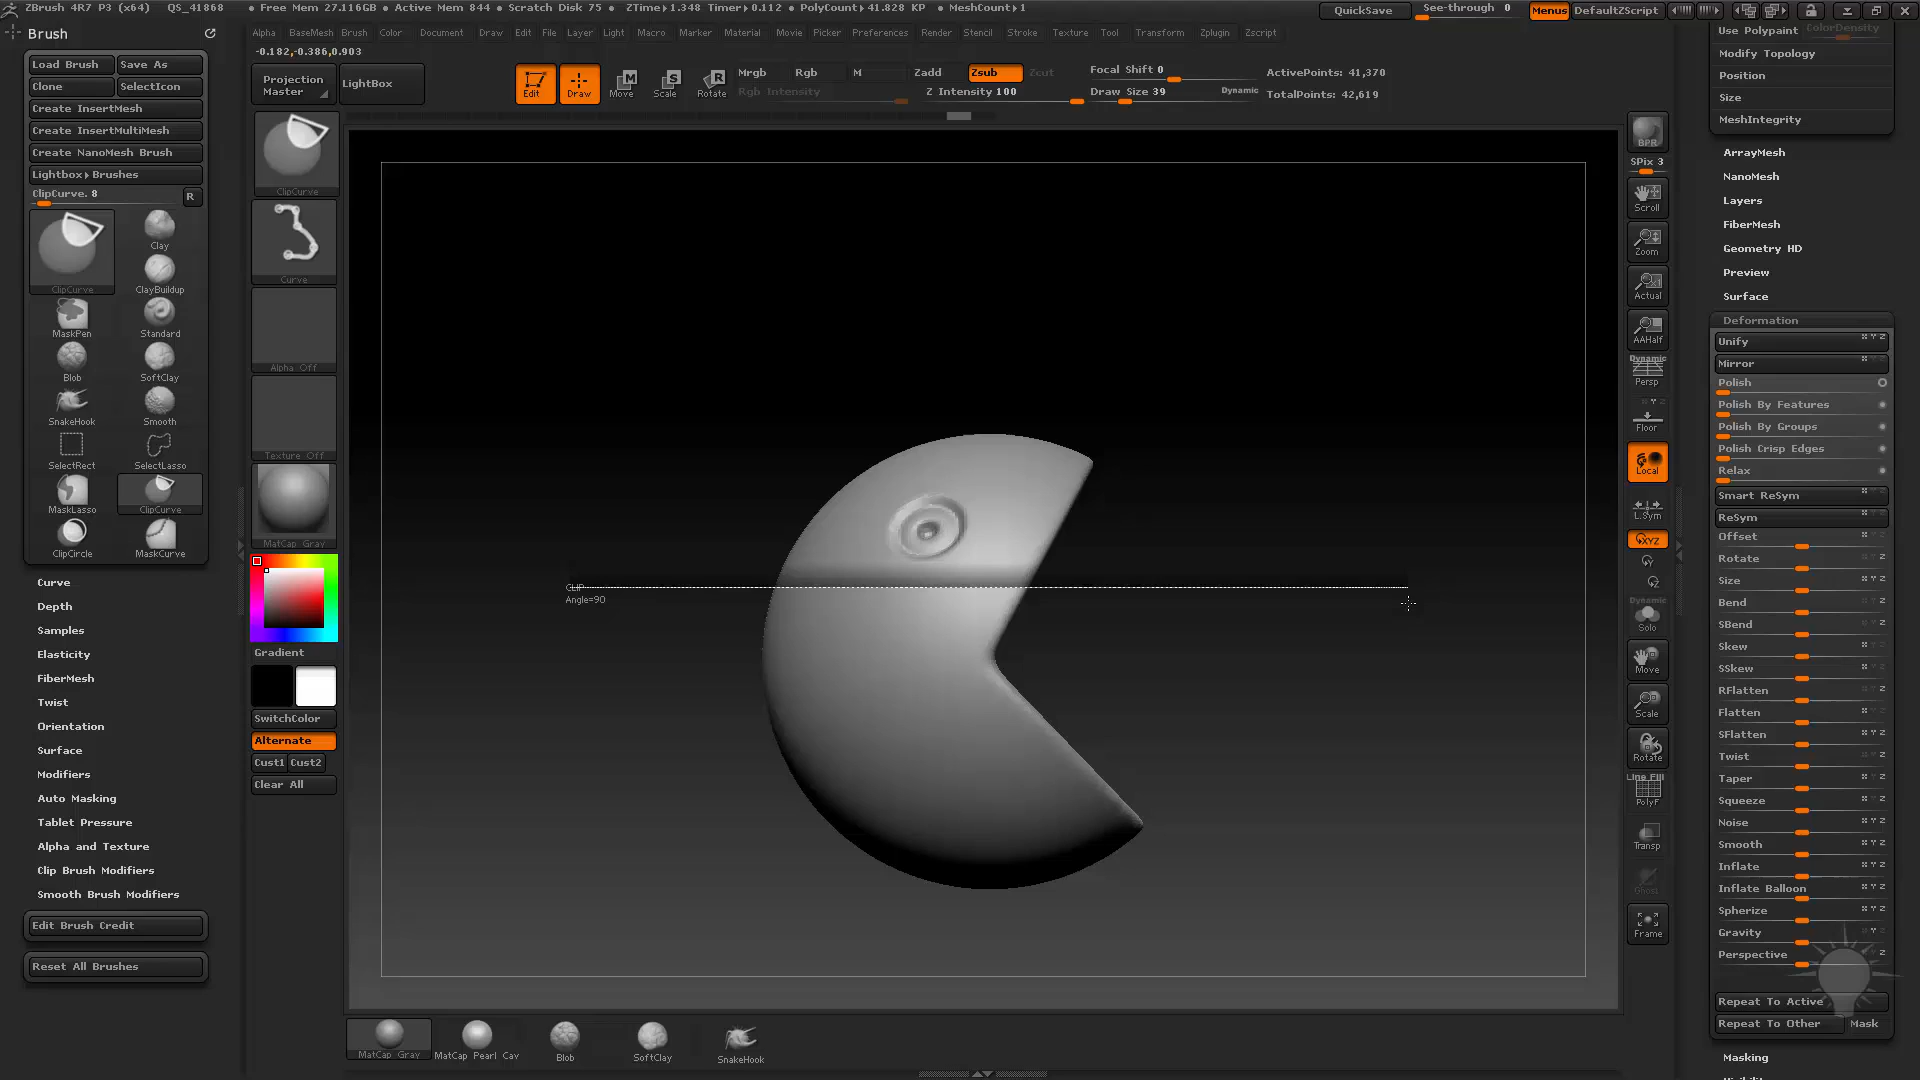 ZBrush 4R7 P3 (x64) QS_41868 • Free Mem 27.116GB • Active Mem 844 • Scratch Disk 75 • ZTime▸1.348 Timer▸0.112 • PolyCount▸41.828 KP • MeshCount▸1
QuickSave
See-through 0
Menus
DefaultZScript
Brush
Alpha BaseMesh Brush Color Document Draw Edit File Layer Light Macro Marker Material Movie Picker Preferences Render Stencil Stroke Texture Tool Transform Zplugin Zscript
-0.182,-0.386,0.903
Load Brush
Save As
Clone
SelectIcon
Create InsertMesh
Create InsertMultiMesh
Create NanoMesh Brush
Lightbox▸Brushes
ClipCurve. 8
R
ClipCurve
Clay
ClayBuildup
MaskPen
Standard
Blob
SoftClay
SnakeHook
Smooth
SelectRect
SelectLasso
MaskLasso
ClipCurve
ClipCircle
MaskCurve
Curve
Depth
Samples
Elasticity
FiberMesh
Twist
Orientation
Surface
Modifiers
Auto Masking
Tablet Pressure
Alpha and Texture
Clip Brush Modifiers
Smooth Brush Modifiers
Edit Brush Credit
Reset All Brushes
Projection
Master
LightBox
Edit
Draw
Move
Scale
Rotate
Mrgb
Rgb
M
Rgb Intensity
Zadd
Zsub
Zcut
Z Intensity 100
Focal Shift 0
Draw Size 39
Dynamic
ActivePoints: 41,370
TotalPoints: 42,619
ClipCurve
Curve
Alpha Off
Texture Off
MatCap Gray
Gradient
SwitchColor
Alternate
Cust1
Cust2
Clear All
CLIP
Angle=90
MatCap Gray
MatCap Pearl Cav
Blob
SoftClay
SnakeHook
BPR
SPix 3
Scroll
Zoom
Actual
AAHalf
Dynamic
Persp
Floor
Local
L.Sym
XYZ
Y
Z
Dynamic
Solo
Move
Scale
Rotate
Line Fill
PolyF
Transp
Ghost
Frame
Use Polypaint
ColorDensity
Modify Topology
Position
Size
MeshIntegrity
ArrayMesh
NanoMesh
Layers
FiberMesh
Geometry HD
Preview
Surface
Deformation
Unify
Mirror
Polish
Polish By Features
Polish By Groups
Polish Crisp Edges
Relax
Smart ReSym
ReSym
Offset
Rotate
Size
Bend
SBend
Skew
SSkew
RFlatten
Flatten
SFlatten
Twist
Taper
Squeeze
Noise
Smooth
Inflate
Inflate Balloon
Spherize
Gravity
Perspective
Repeat To Active
Repeat To Other
Mask
Masking